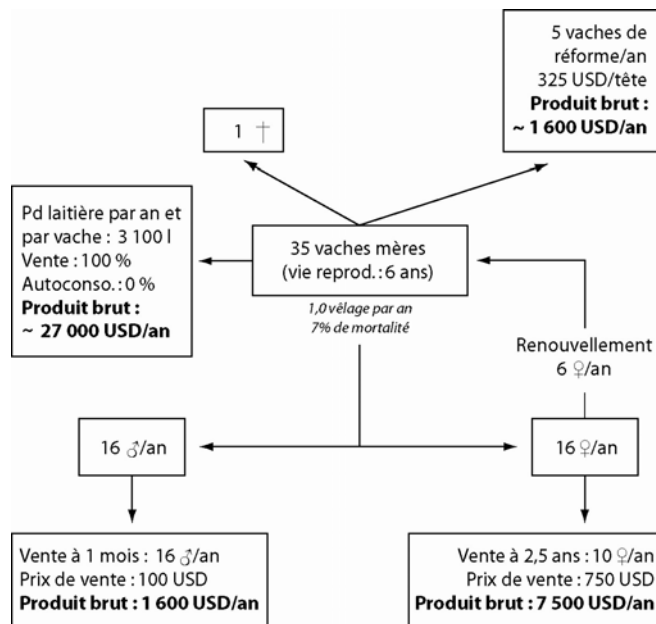 5 vaches de
réforme/an
325 USD/tête
Produit brut :
~ 1 600 USD/an
1 †
Pd laitière par an et
par vache : 3 100 l
Vente : 100 %
Autoconso. : 0 %
Produit brut :
~ 27 000 USD/an
35 vaches mères
(vie reprod. : 6 ans)
1,0 vêlage par an
7% de mortalité
Renouvellement
6 ♀/an
16 ♂/an
16 ♀/an
Vente à 1 mois : 16 ♂/an
Prix de vente : 100 USD
Produit brut : 1 600 USD/an
Vente à 2,5 ans : 10 ♀/an
Prix de vente : 750 USD
Produit brut : 7 500 USD/an